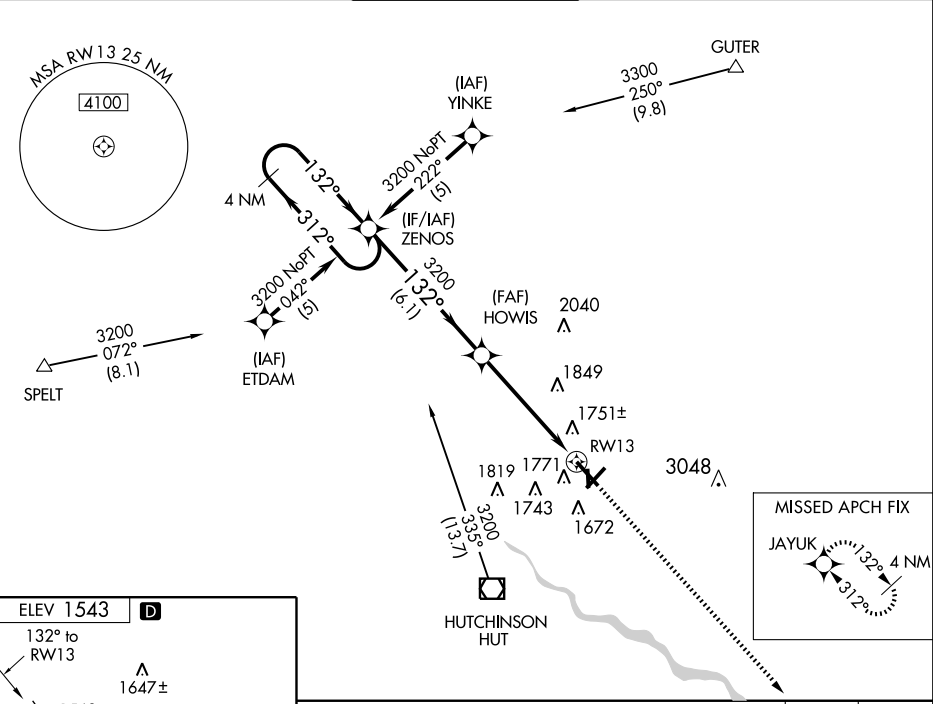 MSA RW13 25 NM
4100
GUTER
3300
250°
(9.8)
(IAF)
YINKE
3200 NoPT
222°
(5)
132°
4 NM
312°
(IF/IAF)
ZENOS
3200 NoPT
042°
(5)
3200
132°
(6.1)
(FAF)
HOWIS
2040
(IAF)
ETDAM
3200
072°
(8.1)
SPELT
1849
1751±
RW13
1819
1771
3048
1743
1672
3200
335°
(13.7)
HUTCHINSON
HUT
MISSED APCH FIX
JAYUK
132°
4 NM
312°
ELEV 1543
D
132° to
RW13
1647±